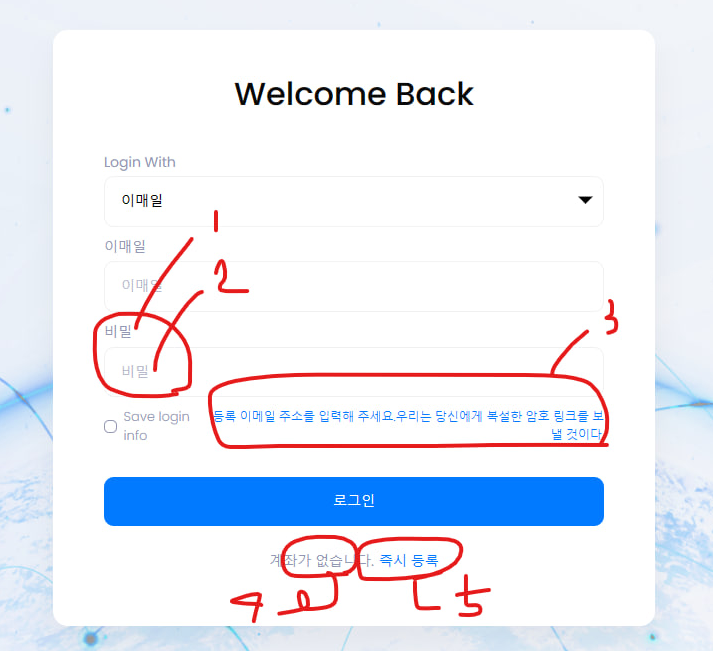 Welcome Back
Login With
이매일
1
이매일
2
이매일
3
비밀
비밀
Save login info
등록 이메일 주소를 입력해 주세요.우리는 당신에게 복설한 암호 링크를 보낼 것이다.
로그인
계좌가 없습니다. 즉시 등록
4
5